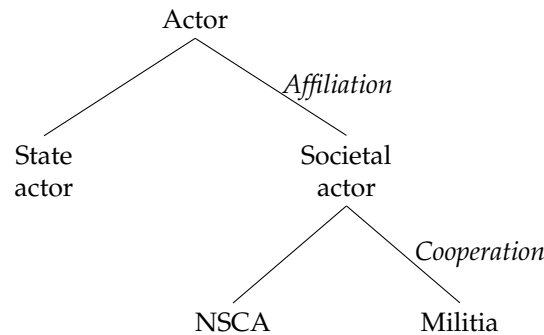 Actor
Affiliation
State
actor
Societal
actor
Cooperation
NSCA
Militia